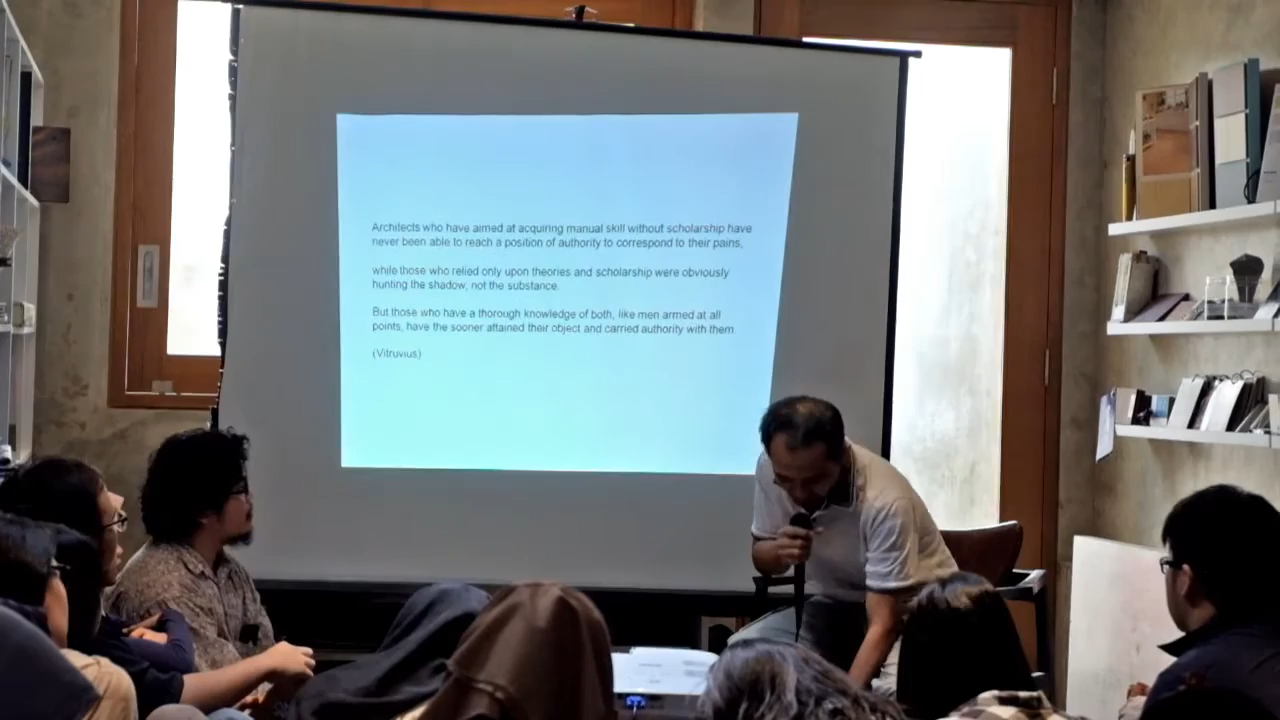 Architects who have aimed at acquiring manual skill without scholarship have
never been able to reach a position of authority to correspond to their pains,
while those who relied only upon theories and scholarship were obviously
hunting the shadow, not the substance.
But those who have a thorough knowledge of both, like men armed at all
points, have the sooner attained their object and carried authority with them.
(Vitruvius)